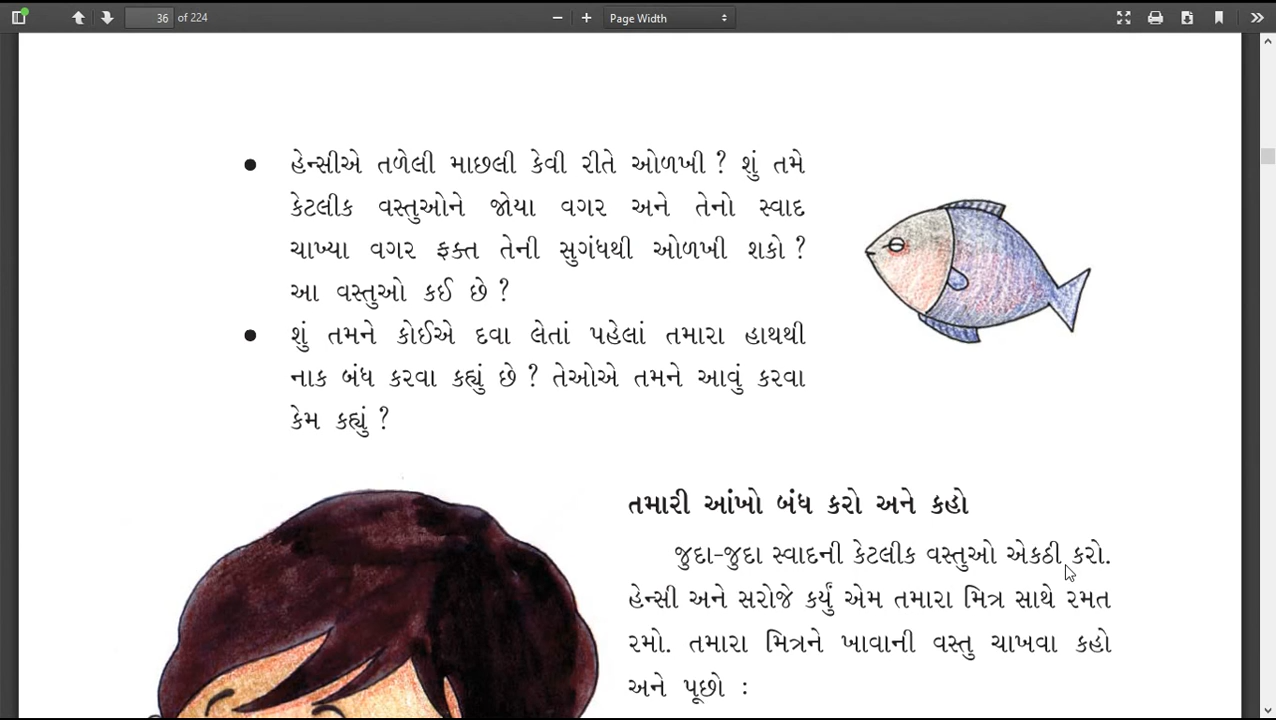 36 of 224
Page Width
● હેન્સીએ તળેલી માછલી કેવી રીતે ઓળખી ? શું તમે
કેટલીક વસ્તુઓને જોયા વગર અને તેનો સ્વાદ
ચાખ્યા વગર ફક્ત તેની સુગંધથી ઓળખી શકો ?
આ વસ્તુઓ કઈ છે ?
● શું તમને કોઈએ દવા લેતાં પહેલાં તમારા હાથથી
નાક બંધ કરવા કહ્યું છે ? તેઓએ તમને આવું કરવા
કેમ કહ્યું ?
તમારી આંખો બંધ કરો અને કહો
જુદા-જુદા સ્વાદની કેટલીક વસ્તુઓ એકઠી કરો.
હેન્સી અને સરોજે કર્યું એમ તમારા મિત્ર સાથે રમત
રમો. તમારા મિત્રને ખાવાની વસ્તુ ચાખવા કહો
અને પૂછો :